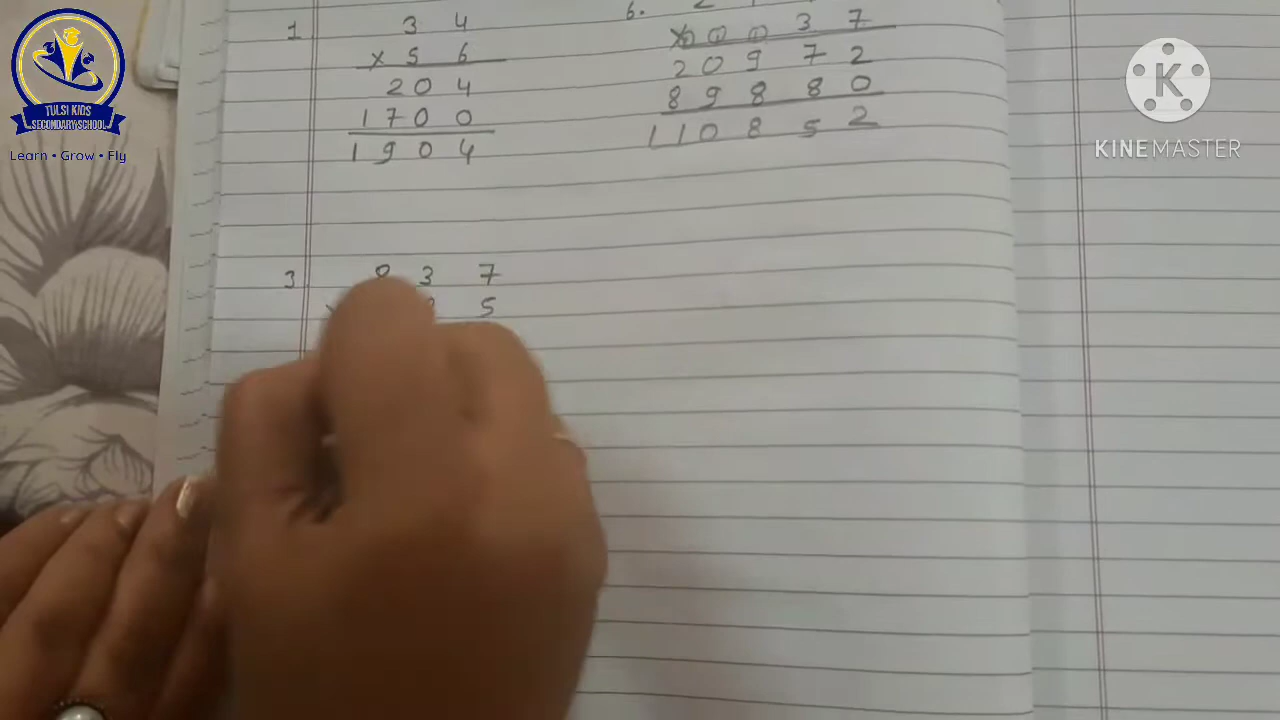 TULSI KIDS
SECONDARY SCHOOL
Learn • Grow • Fly
K
KINEMASTER
1
3 4
x 5 6
2 0 4
1 7 0 0
1 9 0 4
6.
3 7
2 0 9 7 2
8 9 8 8 0
1 1 0 8 5 2
3
3 7
5